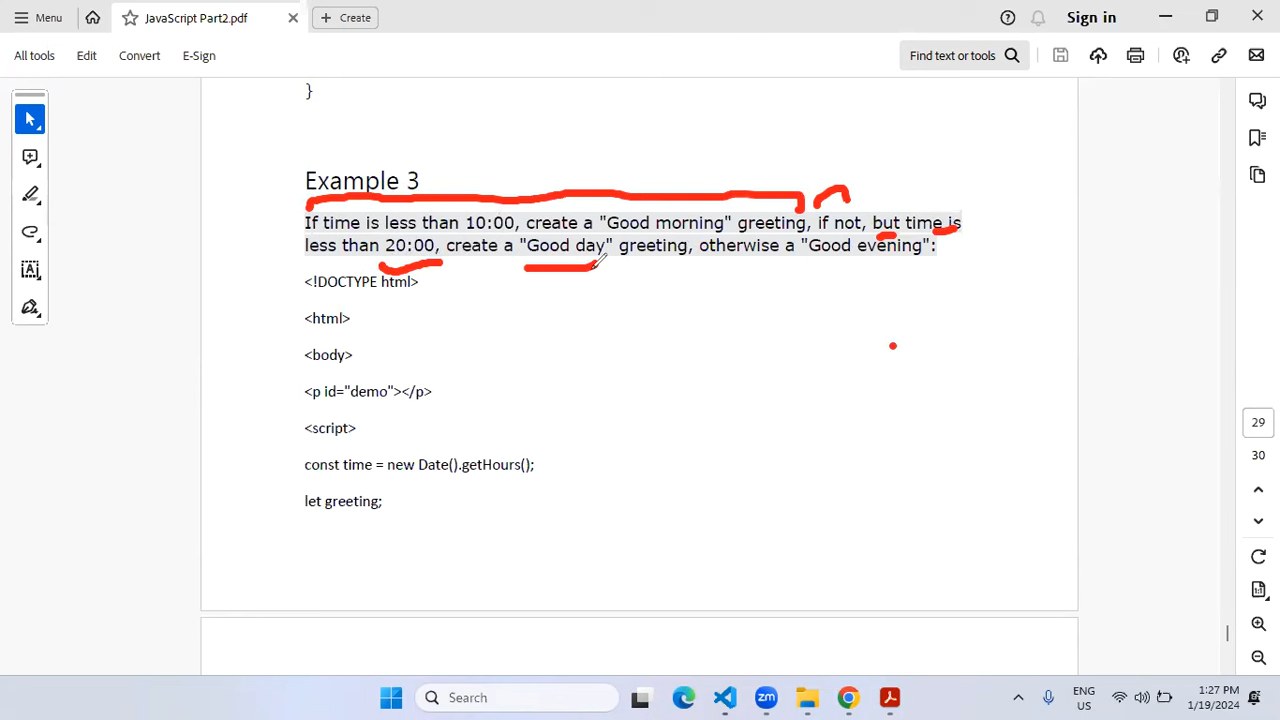 Menu
JavaScript Part2.pdf
Create
Sign in
All tools
Edit
Convert
E-Sign
Find text or tools
}
Example 3
If time is less than 10:00, create a "Good morning" greeting, if not, but time is
less than 20:00, create a "Good day" greeting, otherwise a "Good evening":
<!DOCTYPE html>
<html>
<body>
<p id="demo"></p>
<script>
const time = new Date().getHours();
let greeting;
29
30
Search
ENG
US
1:27 PM
1/19/2024